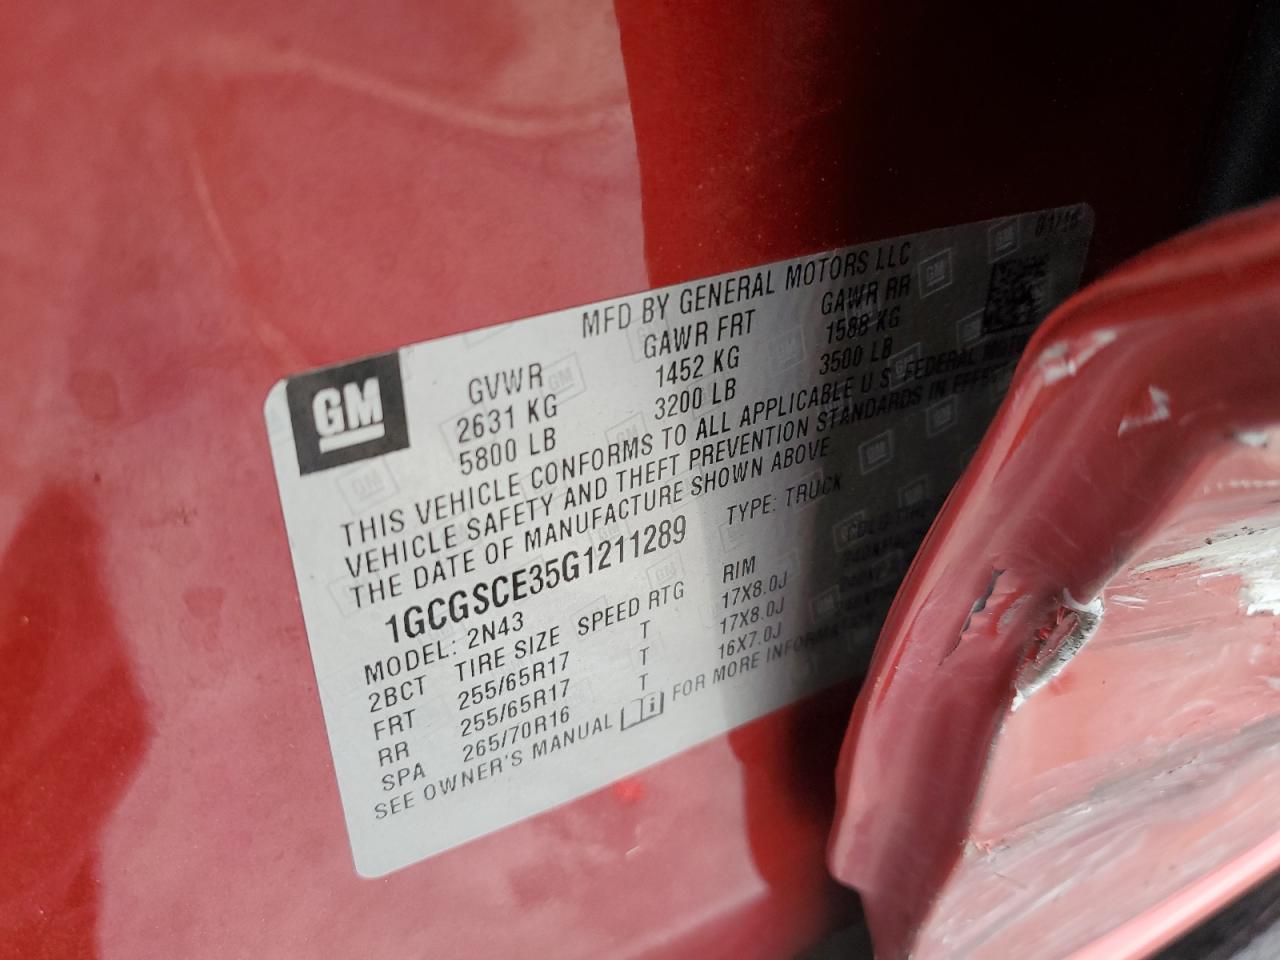 MFD BY GENERAL MOTORS LLC
01/16
GM
GVWR GAWR FRT GAWR RR
2631 KG 1452 KG 1588 KG
5800 LB 3200 LB 3500 LB
THIS VEHICLE CONFORMS TO ALL APPLICABLE U.S. FEDERAL MOTOR
VEHICLE SAFETY AND THEFT PREVENTION STANDARDS IN EFFECT
THE DATE OF MANUFACTURE SHOWN ABOVE
1GCGSCE35G1211289 TYPE: TRUCK
MODEL: 2N43
2BCT TIRE SIZE SPEED RTG RIM
FRT 255/65R17 T 17X8.0J
RR 255/65R17 T 17X8.0J
SPA 265/70R16 T 16X7.0J
SEE OWNER'S MANUAL i FOR MORE INFORMATION